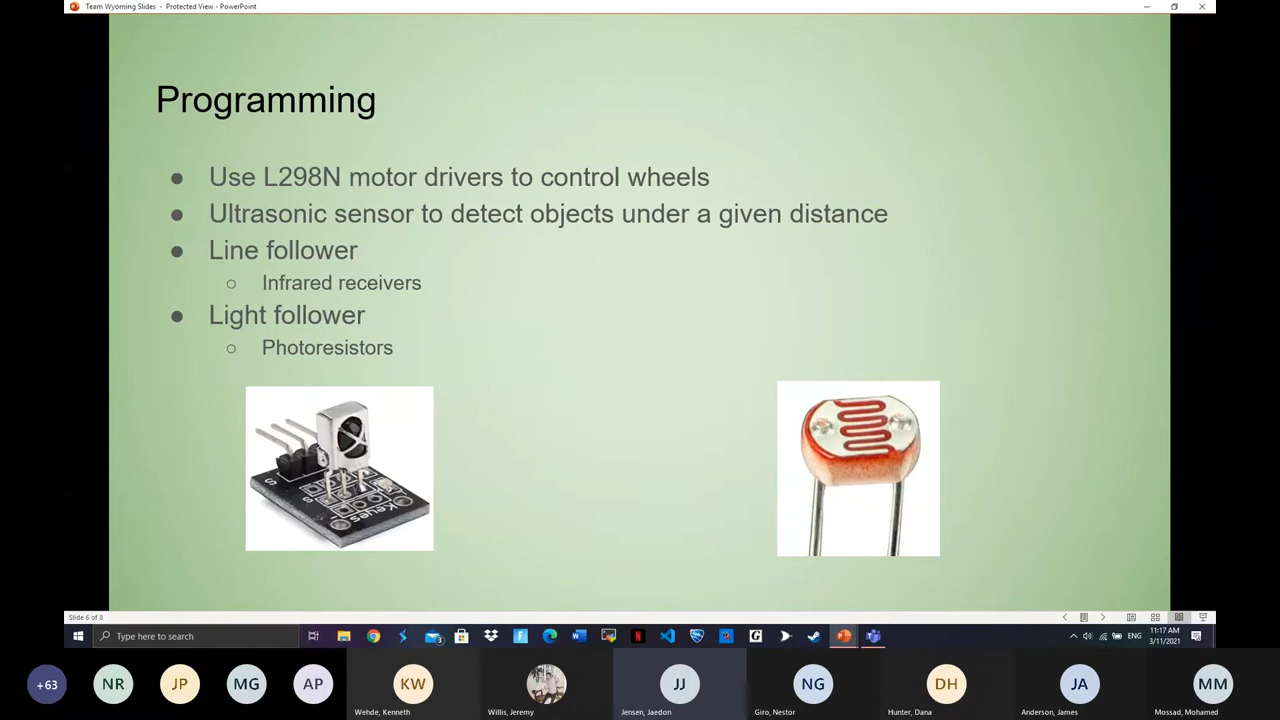 Team Wyoming Slides - Protected View - PowerPoint
Programming
● Use L298N motor drivers to control wheels
● Ultrasonic sensor to detect objects under a given distance
● Line follower
○ Infrared receivers
● Light follower
○ Photoresistors
S
Keyes
Slide 6 of 8
Type here to search
3
N
G
ENG
11:17 AM
3/11/2021
+63
NR
JP
MG
AP
KW
JJ
NG
DH
JA
MM
Wehde, Kenneth
Willis, Jeremy
Jensen, Jaedon
Giro, Nestor
Hunter, Dana
Anderson, James
Mossad, Mohamed